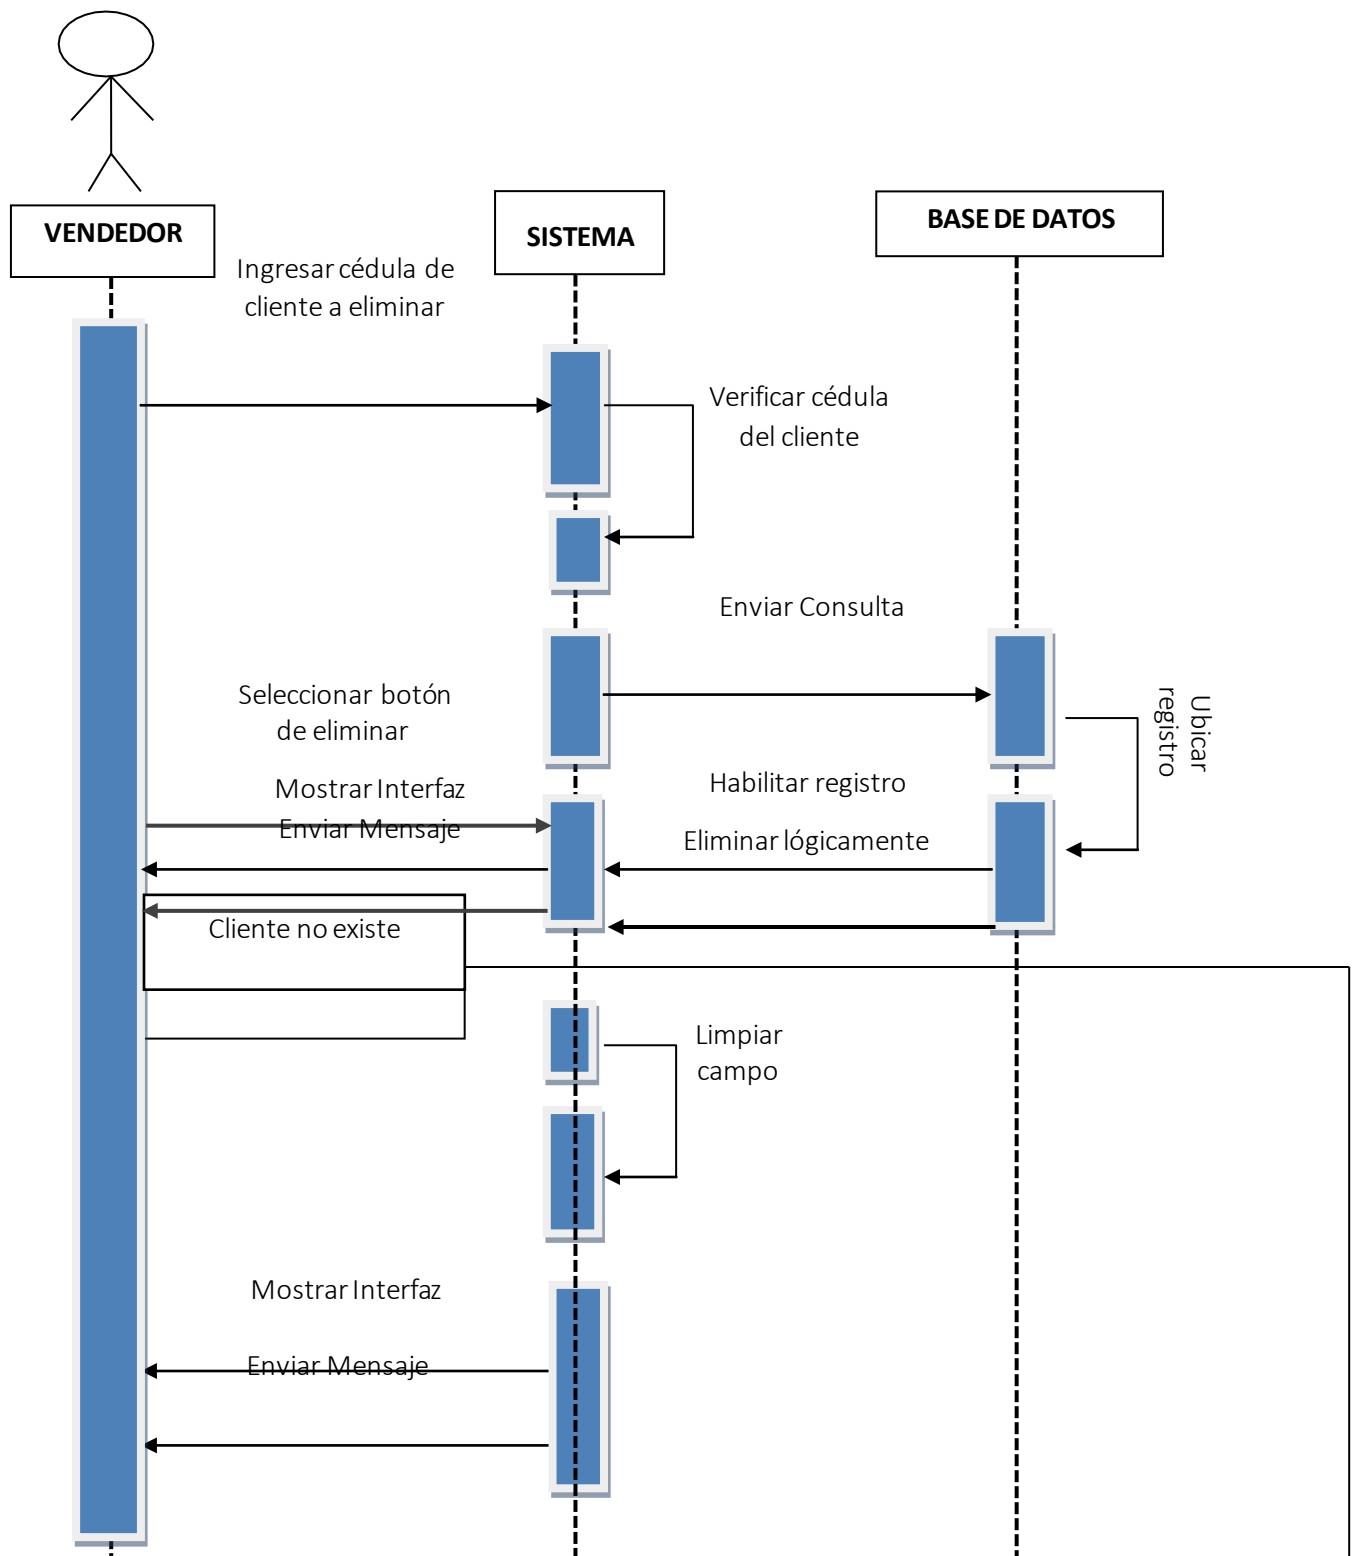 VENDEDOR
SISTEMA
BASE DE DATOS
Ingresar cédula de
cliente a eliminar
Verificar cédula
del cliente
Enviar Consulta
Seleccionar botón
de eliminar
Ubicar
registro
Mostrar Interfaz
Habilitar registro
Enviar Mensaje
Eliminar lógicamente
Cliente no existe
Limpiar
campo
Mostrar Interfaz
Enviar Mensaje